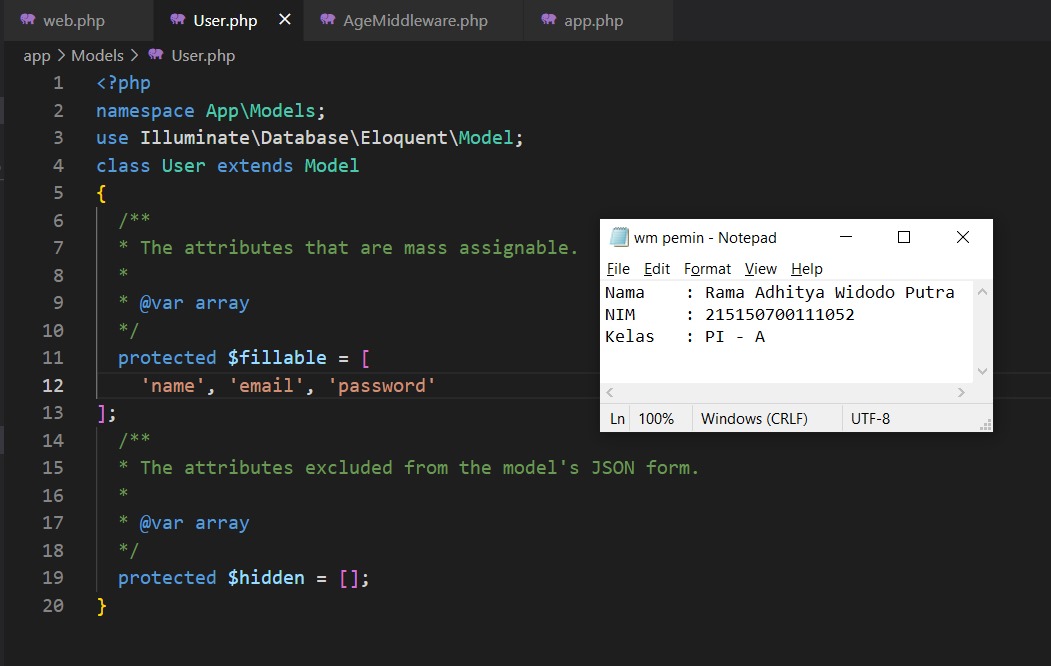 web.php
User.php
AgeMiddleware.php
app.php
app > Models > User.php
1 <?php
2 namespace App\Models;
3 use Illuminate\Database\Eloquent\Model;
4 class User extends Model
5 {
6 /**
7 * The attributes that are mass assignable.
8 *
9 * @var array
10 */
11 protected $fillable = [
12 'name', 'email', 'password'
13 ];
14 /**
15 * The attributes excluded from the model's JSON form.
16 *
17 * @var array
18 */
19 protected $hidden = [];
20 }
wm pemin - Notepad
File Edit Format View Help
Nama : Rama Adhitya Widodo Putra
NIM : 215150700111052
Kelas : PI - A
Ln 100% Windows (CRLF) UTF-8